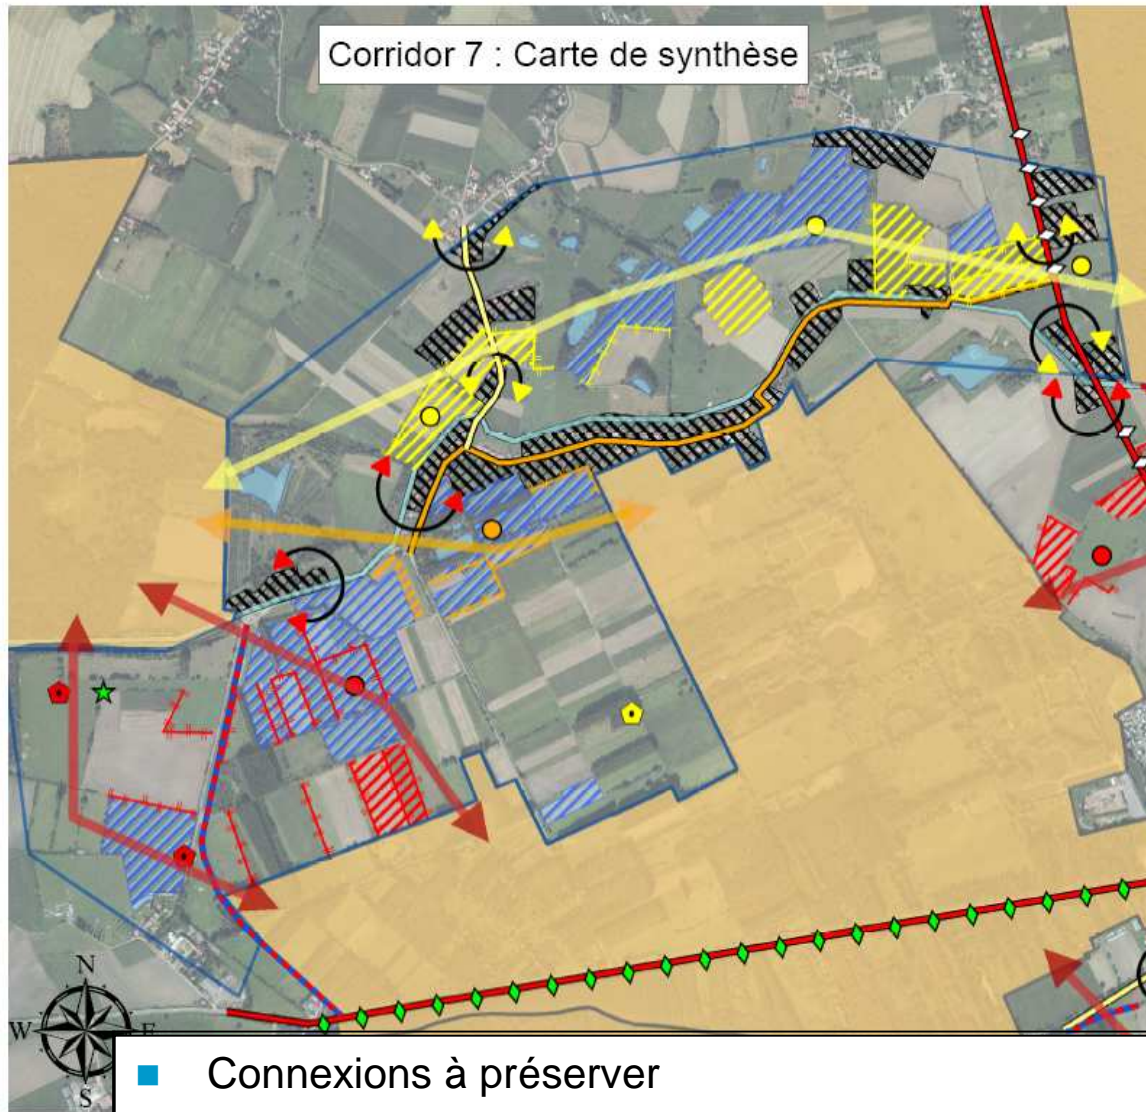 Corridor 7 : Carte de synthèse
N
W E
S
■ Connexions à préserver